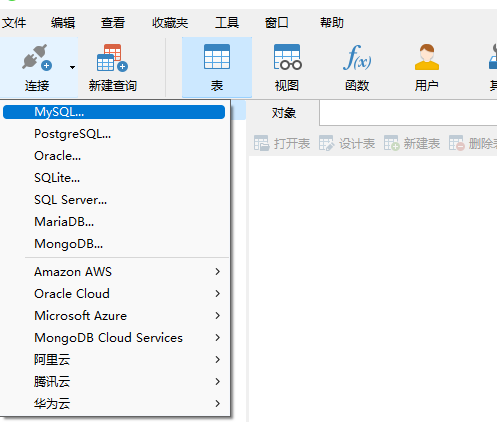 文件 编辑 查看 收藏夹 工具 窗口 帮助
连接 新建查询 表 视图 f(x) 函数 用户
MySQL... 对象
PostgreSQL... 打开表 设计表 新建表 删除表
Oracle...
SQLite...
SQL Server...
MariaDB...
MongoDB...
Amazon AWS
Oracle Cloud
Microsoft Azure
MongoDB Cloud Services
阿里云
腾讯云
华为云